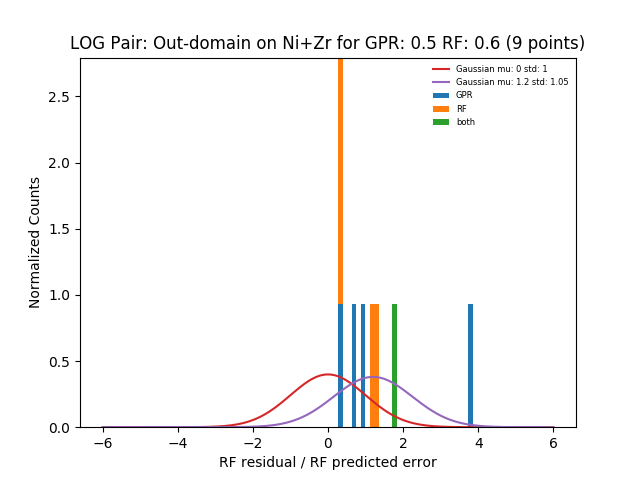 LOG Pair: Out-domain on Ni+Zr for GPR: 0.5 RF: 0.6 (9 points)
Gaussian mu: 0 std: 1
Gaussian mu: 1.2 std: 1.05
GPR
RF
both
Normalized Counts
2.5
2.0
1.5
1.0
0.5
0.0
−6
−4
−2
0
2
4
6
RF residual / RF predicted error